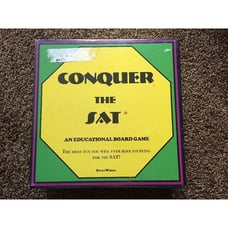 CONQUER
THE
SAT®
AN EDUCATIONAL BOARD GAME
THE MOST FUN YOU WILL EVER HAVE STUDYING
FOR THE SAT!